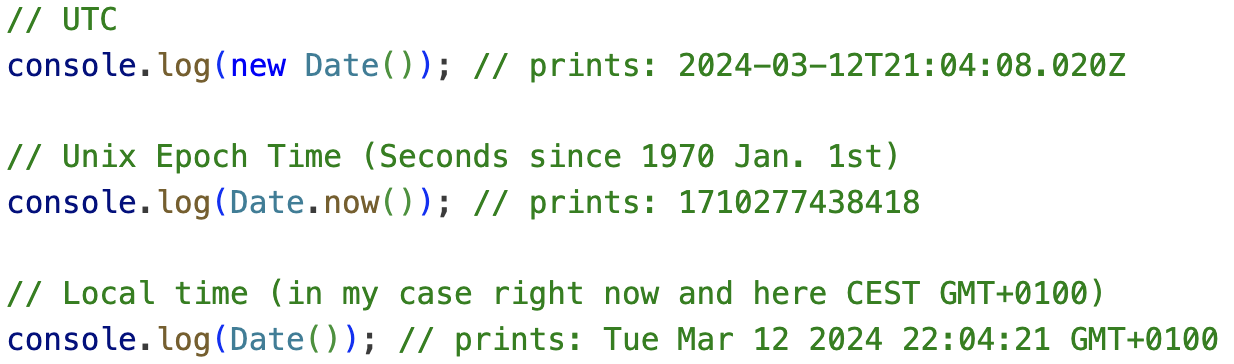 // UTC
console.log(new Date()); // prints: 2024-03-12T21:04:08.020Z
// Unix Epoch Time (Seconds since 1970 Jan. 1st)
console.log(Date.now()); // prints: 1710277438418
// Local time (in my case right now and here CEST GMT+0100)
console.log(Date()); // prints: Tue Mar 12 2024 22:04:21 GMT+0100